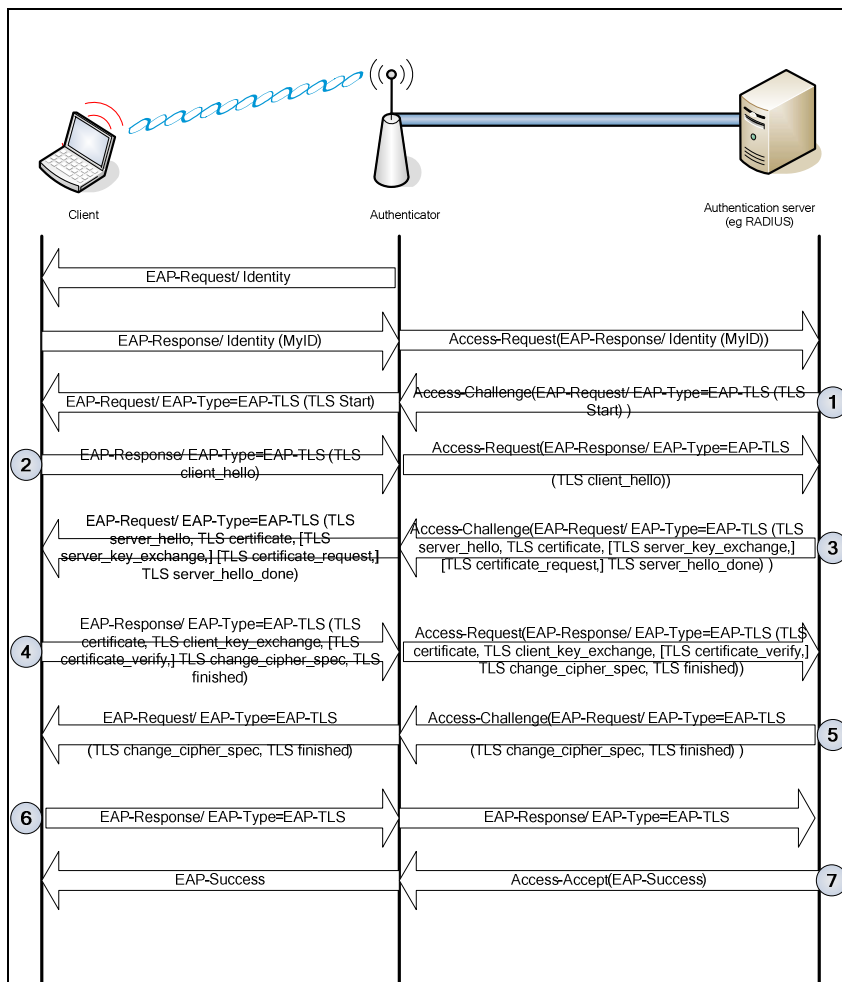 Client
Authenticator
Authentication server
(eg RADIUS)
EAP-Request/ Identity
EAP-Response/ Identity (MyID)
Access-Request(EAP-Response/ Identity (MyID))
EAP-Request/ EAP-Type=EAP-TLS (TLS Start)
Access-Challenge(EAP-Request/ EAP-Type=EAP-TLS (TLS
Start) )
1
2
EAP-Response/ EAP-Type=EAP-TLS (TLS
client_hello)
Access-Request(EAP-Response/ EAP-Type=EAP-TLS
(TLS client_hello))
EAP-Request/ EAP-Type=EAP-TLS (TLS
server_hello, TLS certificate, [TLS
server_key_exchange,] [TLS certificate_request,]
TLS server_hello_done)
Access-Challenge(EAP-Request/ EAP-Type=EAP-TLS (TLS
server_hello, TLS certificate, [TLS server_key_exchange,]
[TLS certificate_request,] TLS server_hello_done) )
3
4
EAP-Response/ EAP-Type=EAP-TLS (TLS
certificate, TLS client_key_exchange, [TLS
certificate_verify,] TLS change_cipher_spec, TLS
finished)
Access-Request(EAP-Response/ EAP-Type=EAP-TLS (TLS
certificate, TLS client_key_exchange, [TLS certificate_verify,]
TLS change_cipher_spec, TLS finished))
EAP-Request/ EAP-Type=EAP-TLS
(TLS change_cipher_spec, TLS finished)
Access-Challenge(EAP-Request/ EAP-Type=EAP-TLS
(TLS change_cipher_spec, TLS finished) )
5
6
EAP-Response/ EAP-Type=EAP-TLS
EAP-Response/ EAP-Type=EAP-TLS
EAP-Success
Access-Accept(EAP-Success)
7